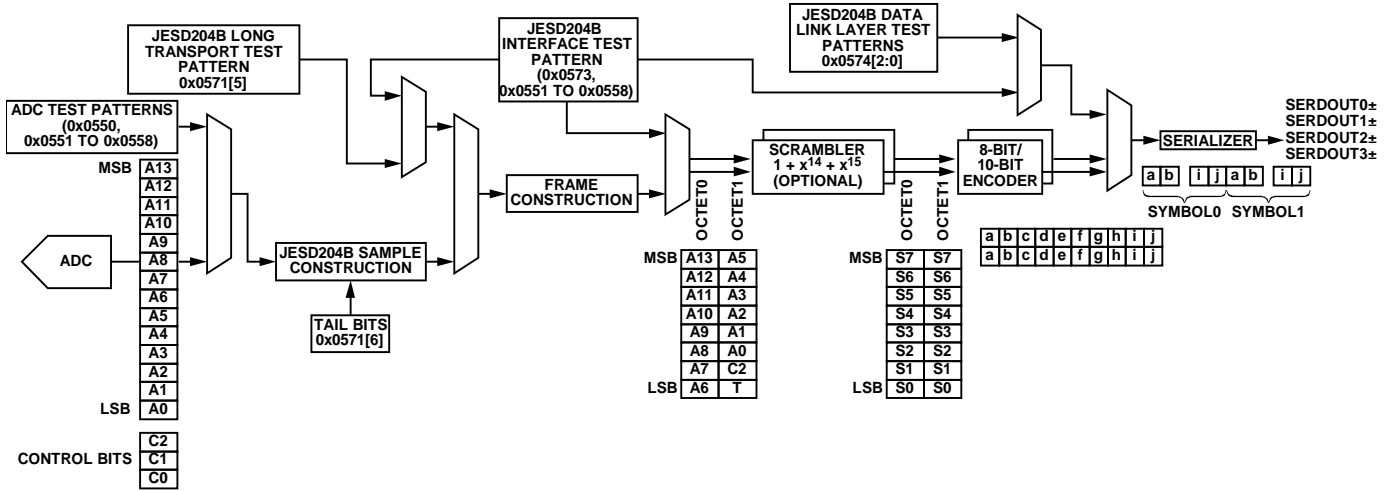 JESD204B LONG
TRANSPORT TEST
PATTERN
0x0571[5]
JESD204B
INTERFACE TEST
PATTERN
(0x0573,
0x0551 TO 0x0558)
JESD204B DATA
LINK LAYER TEST
PATTERNS
0x0574[2:0]
ADC TEST PATTERNS
(0x0550,
0x0551 TO 0x0558)
MSB A13
A12
A11
A10
A9
A8
A7
A6
A5
A4
A3
A2
A1
LSB A0
CONTROL BITS
C2
C1
C0
ADC
JESD204B SAMPLE
CONSTRUCTION
TAIL BITS
0x0571[6]
FRAME
CONSTRUCTION
OCTET0
OCTET1
MSB A13 A5
A12 A4
A11 A3
A10 A2
A9 A1
A8 A0
A7 C2
LSB A6 T
SCRAMBLER
1 + x14 + x15
(OPTIONAL)
OCTET0
OCTET1
MSB S7 S7
S6 S6
S5 S5
S4 S4
S3 S3
S2 S2
S1 S1
LSB S0 S0
8-BIT/
10-BIT
ENCODER
a b c d e f g h i j
a b c d e f g h i j
SERIALIZER
SERDOUT0±
SERDOUT1±
SERDOUT2±
SERDOUT3±
a b i j a b i j
SYMBOL0 SYMBOL1